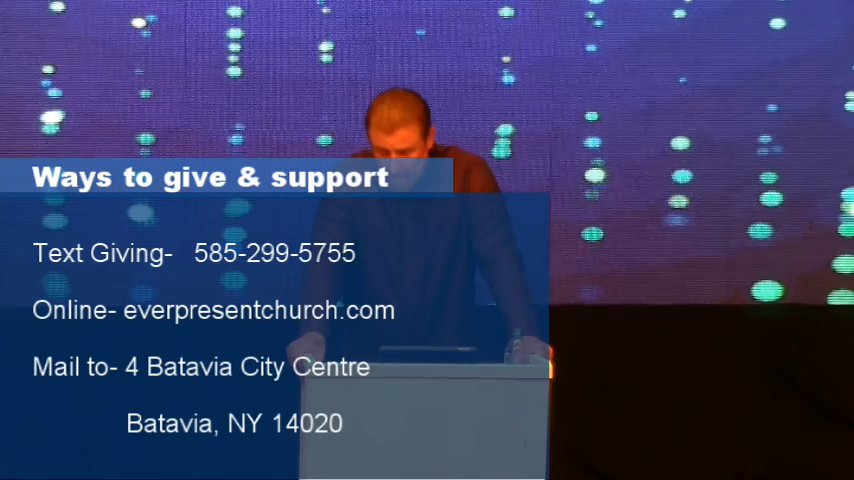 Ways to give & support
Text Giving- 585-299-5755
Online- everpresentchurch.com
Mail to- 4 Batavia City Centre
Batavia, NY 14020